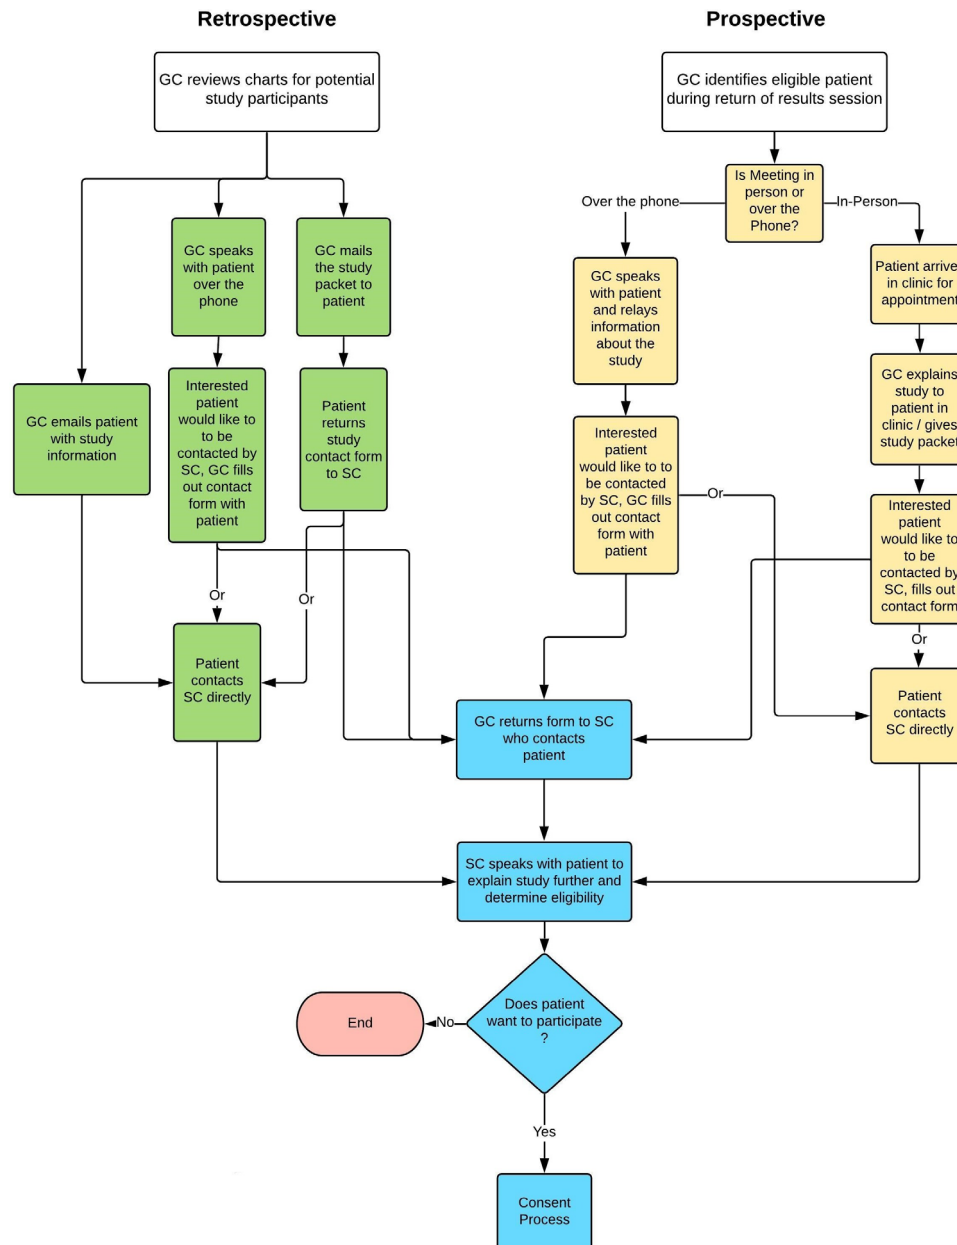 Retrospective
Prospective
GC reviews charts for potential
study participants
GC identifies eligible patient
during return of results session
Is Meeting in
person or
over the
Phone?
Over the phone
In-Person
GC speaks
with patient
over the
phone
GC mails
the study
packet to
patient
GC speaks
with patient
and relays
information
about the
study
Patient arrive
in clinic for
appointment
GC emails patient
with study
information
Interested
patient
would like to
to be
contacted by
SC, GC fills
out contact
form with
patient
Patient
returns
study
contact form
to SC
Interested
patient
would like to to
be contacted
by SC, GC fills
out contact
form with
patient
Or
GC explains
study to
patient in
clinic / gives
study packet
Interested
patient
would like to
to be
contacted by
SC, fills out
contact form
Or
Or
Or
Patient
contacts
SC directly
Patient
contacts
SC directly
GC returns form to SC
who contacts
patient
SC speaks with patient to
explain study further and
determine eligibility
Does patient
want to participate
?
No
End
Yes
Consent
Process